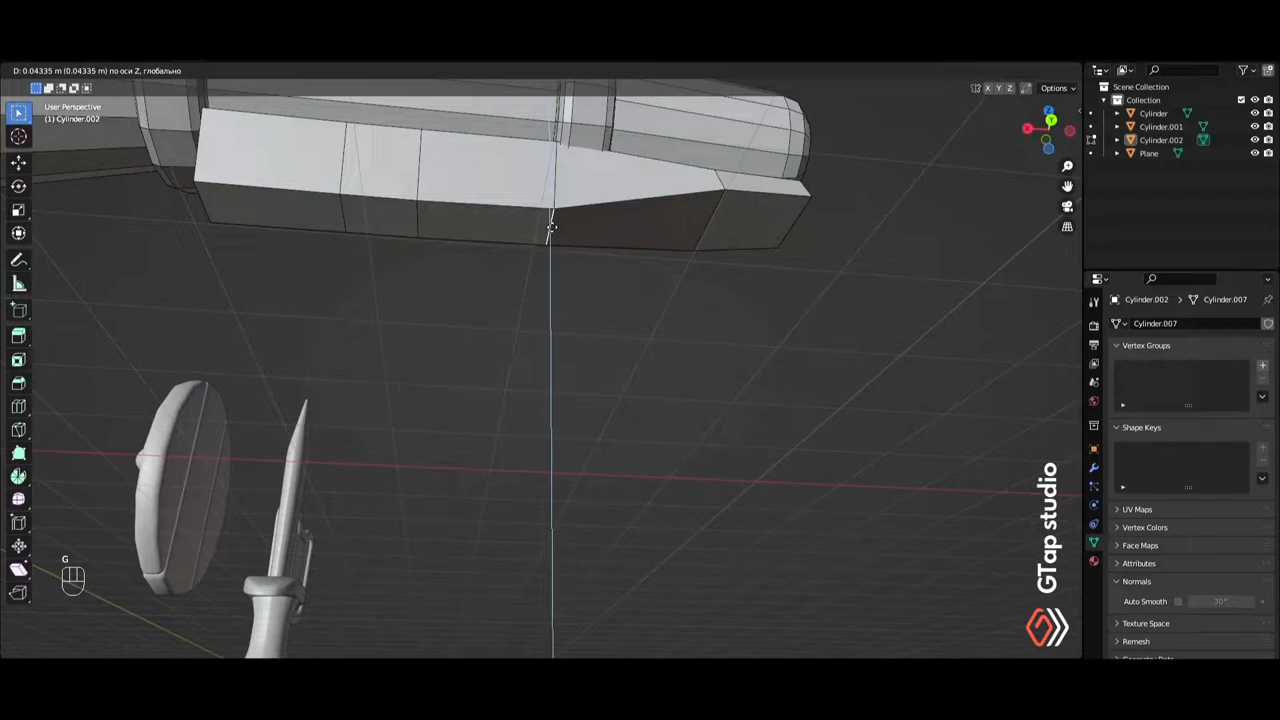 D: 0.04335 m (0.04335 m) по оси Z, глобально
X Y Z
Options
User Perspective
(1) Cylinder.002
Scene Collection
Collection
Cylinder
Cylinder.001
Cylinder.002
Plane
Z
Y
X
Cylinder.002
Cylinder.007
Cylinder.007
Vertex Groups
Shape Keys
UV Maps
Vertex Colors
Face Maps
Attributes
Normals
Auto Smooth
30°
Texture Space
Remesh
G
GTap studio